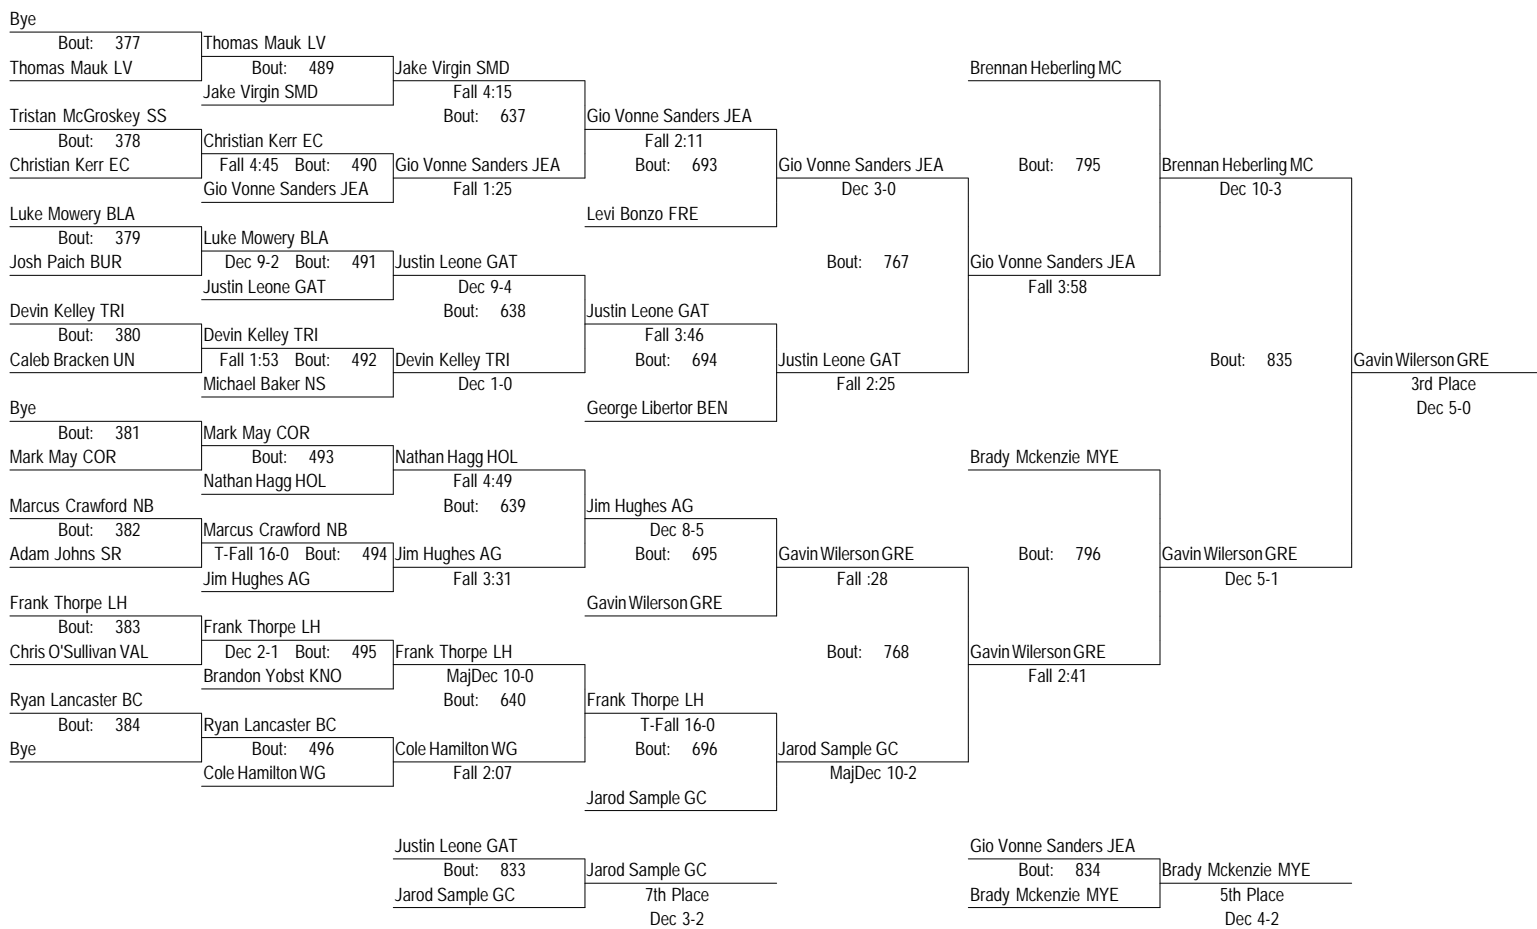 Bye
Bout: 377 Thomas Mauk LV
Thomas Mauk LV Bout: 489 Jake Virgin SMD Brennan Heberling MC
Jake Virgin SMD Fall 4:15
Tristan McGroskey SS Bout: 637 Gio Vonne Sanders JEA
Bout: 378 Christian Kerr EC Fall 2:11
Christian Kerr EC Fall 4:45 Bout: 490 Gio Vonne Sanders JEA Bout: 693 Gio Vonne Sanders JEA Bout: 795 Brennan Heberling MC
Gio Vonne Sanders JEA Fall 1:25 Dec 3-0 Dec 10-3
Luke Mowery BLA Levi Bonzo FRE
Bout: 379 Luke Mowery BLA
Josh Paich BUR Dec 9-2 Bout: 491 Justin Leone GAT Bout: 767 Gio Vonne Sanders JEA
Justin Leone GAT Dec 9-4 Fall 3:58
Devin Kelley TRI Bout: 638 Justin Leone GAT
Bout: 380 Devin Kelley TRI Fall 3:46
Caleb Bracken UN Fall 1:53 Bout: 492 Devin Kelley TRI Bout: 694 Justin Leone GAT Bout: 835 Gavin Wilerson GRE
Michael Baker NS Dec 1-0 Fall 2:25 3rd Place
Bye George Libertor BEN Dec 5-0
Bout: 381 Mark May COR
Mark May COR Bout: 493 Nathan Hagg HOL Brady Mckenzie MYE
Nathan Hagg HOL Fall 4:49
Marcus Crawford NB Bout: 639 Jim Hughes AG
Bout: 382 Marcus Crawford NB Dec 8-5
Adam Johns SR T-Fall 16-0 Bout: 494 Jim Hughes AG Bout: 695 Gavin Wilerson GRE Bout: 796 Gavin Wilerson GRE
Jim Hughes AG Fall 3:31 Fall :28 Dec 5-1
Frank Thorpe LH Gavin Wilerson GRE
Bout: 383 Frank Thorpe LH
Chris O'Sullivan VAL Dec 2-1 Bout: 495 Frank Thorpe LH Bout: 768 Gavin Wilerson GRE
Brandon Yobst KNO MajDec 10-0 Fall 2:41
Ryan Lancaster BC Bout: 640 Frank Thorpe LH
Bout: 384 Ryan Lancaster BC T-Fall 16-0
Bye Bout: 496 Cole Hamilton WG Bout: 696 Jarod Sample GC
Cole Hamilton WG Fall 2:07 MajDec 10-2
Jarod Sample GC
Justin Leone GAT Gio Vonne Sanders JEA
Bout: 833 Jarod Sample GC Bout: 834 Brady Mckenzie MYE
Jarod Sample GC 7th Place Brady Mckenzie MYE 5th Place
Dec 3-2 Dec 4-2